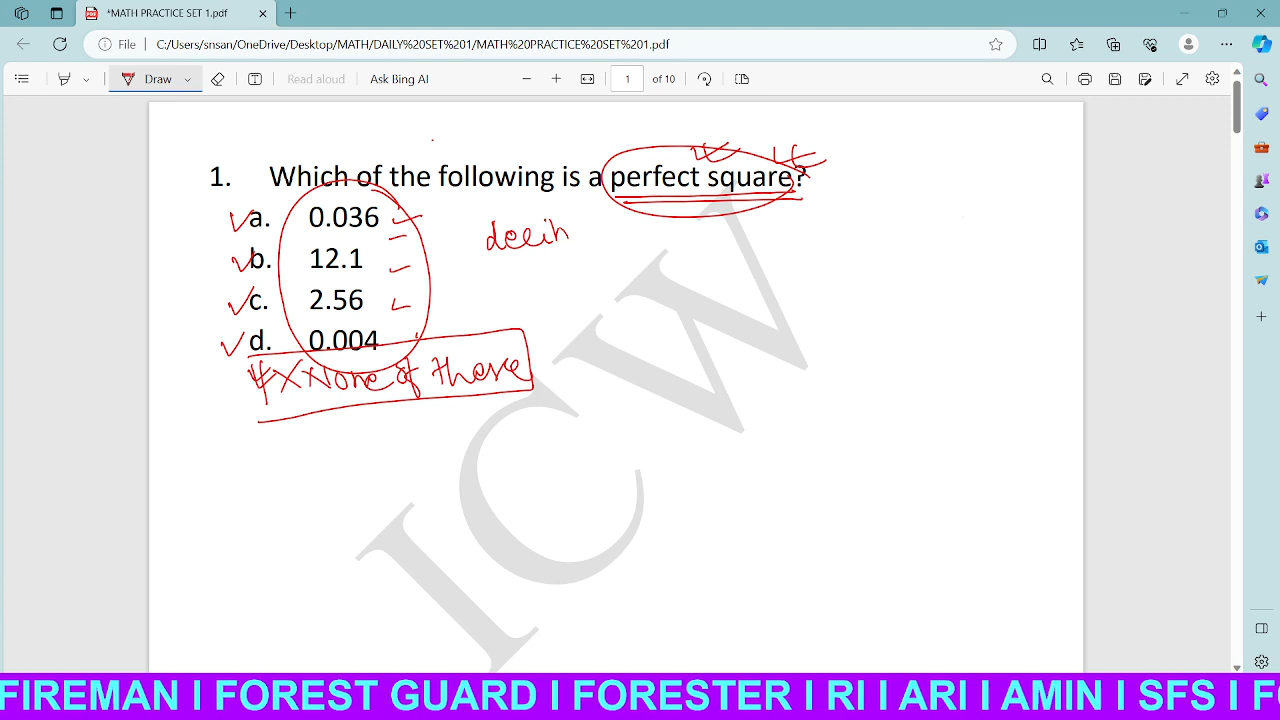 *MATH PRACTICE SET 1.pdf
File C:/Users/snsan/OneDrive/Desktop/MATH/DAILY%20SET%201/MATH%20PRACTICE%20SET%201.pdf
Draw Read aloud Ask Bing AI 1 of 10
1. Which of the following is a perfect square?
a. 0.036
b. 12.1
c. 2.56
d. 0.004
None of these
decin
ICW
FIREMAN I FOREST GUARD I FORESTER I RI I ARI I AMIN I SFS I FO